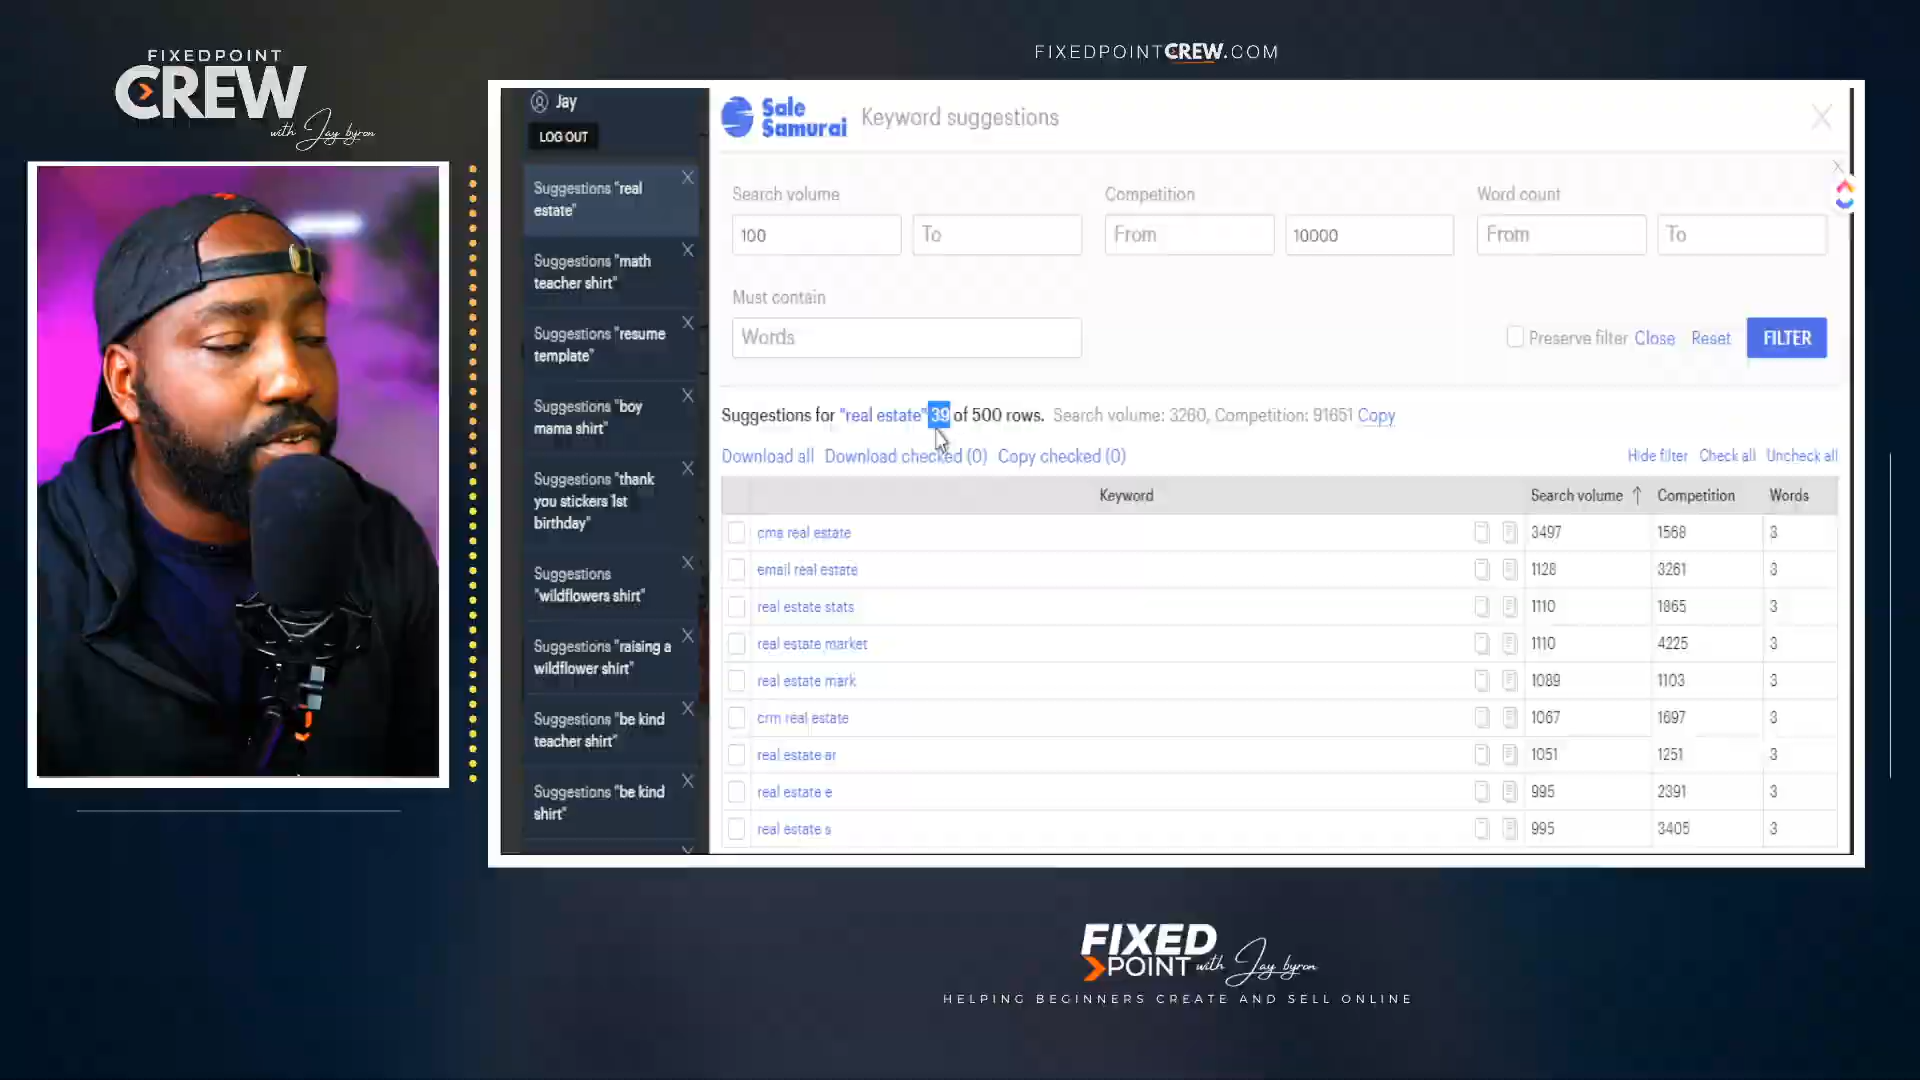 FIXEDPOINT
CREW
with Jay byron
FIXEDPOINTCREW.COM
Jay
LOG OUT
Suggestions "real
estate"
Suggestions "math
teacher shirt"
Suggestions "resume
template"
Suggestions "boy
mama shirt"
Suggestions "thank
you stickers 1st
birthday"
Suggestions
"wildflowers shirt"
Suggestions "raising a
wildflower shirt"
Suggestions "be kind
teacher shirt"
Suggestions "be kind
shirt"
Sale
Samurai
Keyword suggestions
Search volume
Competition
Word count
100
To
From
10000
From
To
Must contain
Words
Preserve filter Close Reset FILTER
Suggestions for "real estate" 39 of 500 rows. Search volume: 3260, Competition: 91651 Copy
Download all Download checked (0) Copy checked (0) Hide filter Check all Uncheck all
Keyword Search volume ↑ Competition Words
cma real estate 3497 1568 3
email real estate 1128 3261 3
real estate stats 1110 1865 3
real estate market 1110 4225 3
real estate mark 1089 1103 3
crm real estate 1067 1697 3
real estate ar 1051 1251 3
real estate e 995 2391 3
real estate s 995 3405 3
FIXED
POINT with Jay byron
HELPING BEGINNERS CREATE AND SELL ONLINE